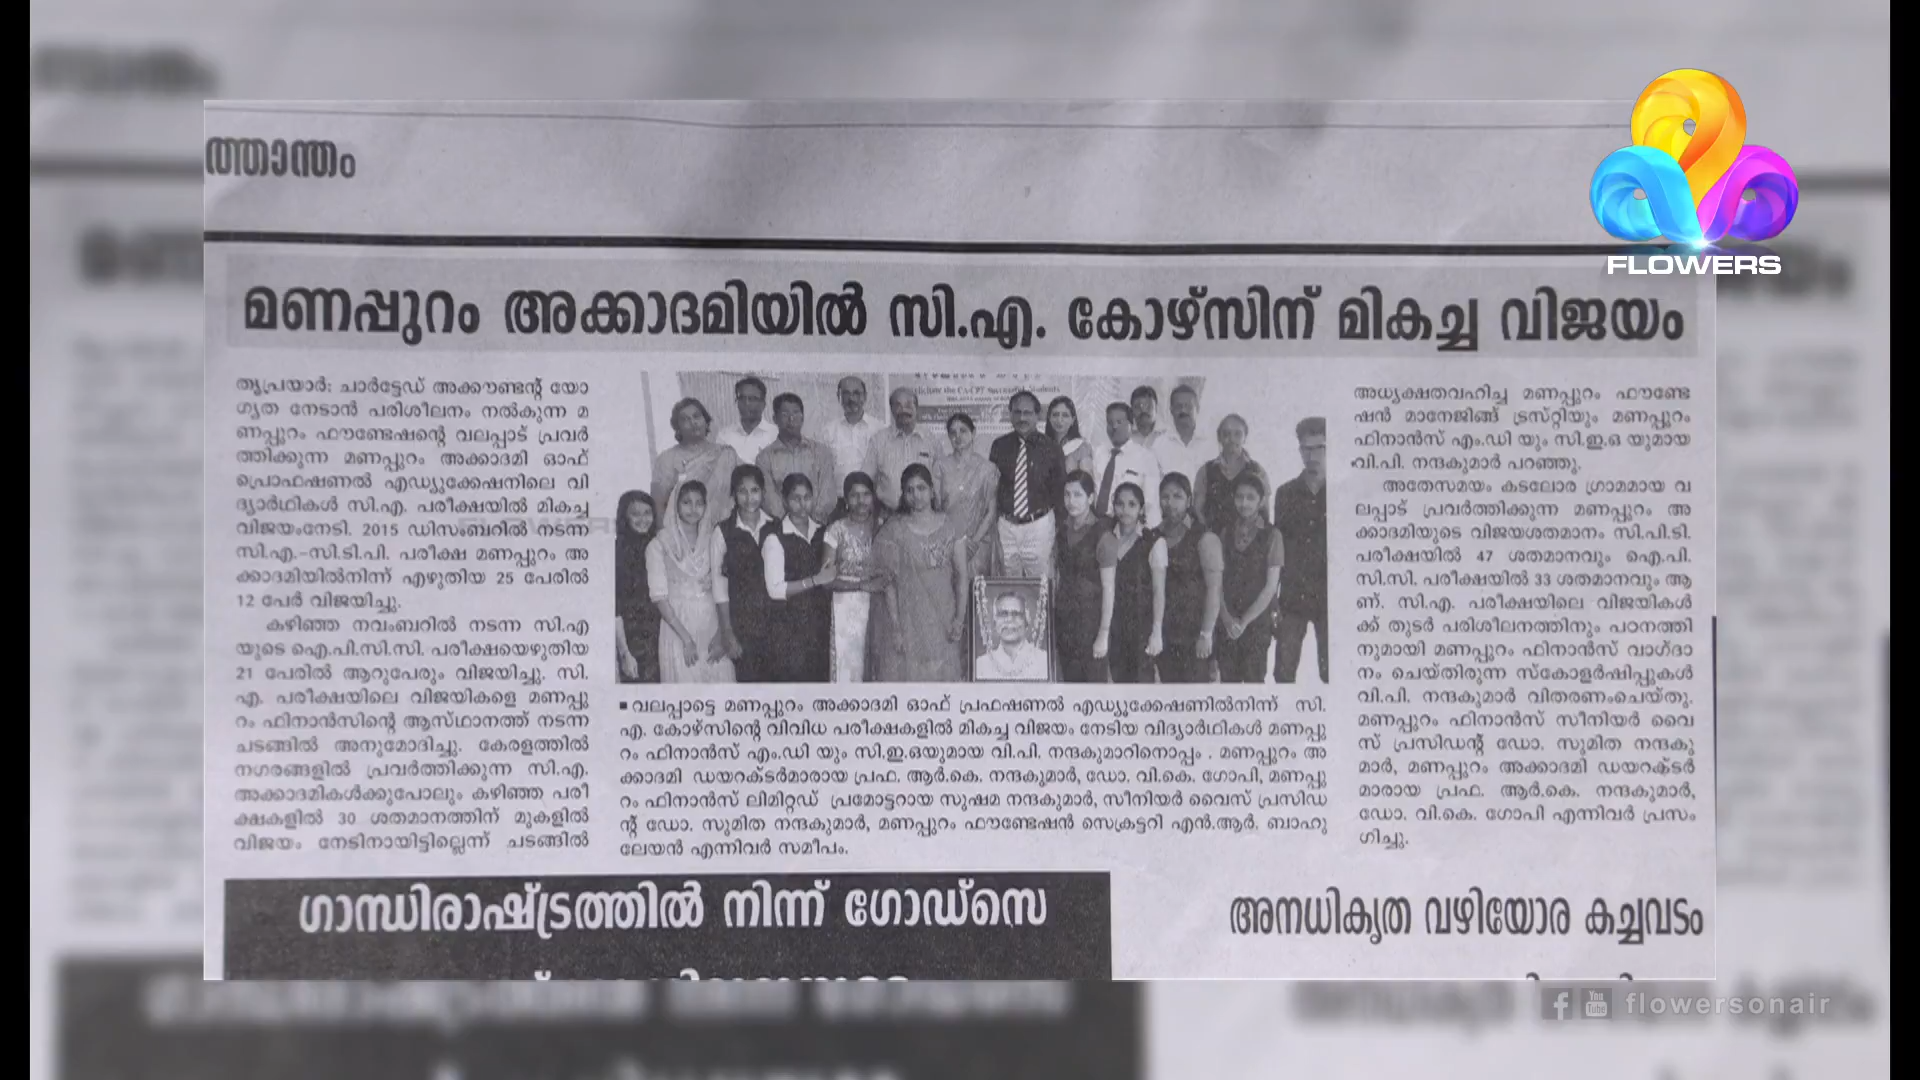 ത്താന്തം
FLOWERS
മണപ്പുറം അക്കാദമിയിൽ സി.എ. കോഴ്സിന് മികച്ച വിജയം
തൃപ്രയാർ: ചാർട്ടേഡ് അക്കൗണ്ടന്റ് യോ
ഗ്യത നേടാൻ പരിശീലനം നൽകുന്ന മ
ണപ്പുറം ഫൗണ്ടേഷന്റെ വലപ്പാട് പ്രവർ
ത്തിക്കുന്ന മണപ്പുറം അക്കാദമി ഓഫ്
പ്രൊഫഷണൽ എഡ്യുക്കേഷനിലെ വി
ദ്യാർഥികൾ സി.എ. പരീക്ഷയിൽ മികച്ച
വിജയംനേടി. 2015 ഡിസംബറിൽ നടന്ന
സി.എ.-സി.ടി.പി. പരീക്ഷ മണപ്പുറം അ
ക്കാദമിയിൽനിന്ന് എഴുതിയ 25 പേരിൽ
12 പേർ വിജയിച്ചു.
കഴിഞ്ഞ നവംബറിൽ നടന്ന സി.എ
യുടെ ഐ.പി.സി.സി. പരീക്ഷയെഴുതിയ
21 പേരിൽ ആറുപേരും വിജയിച്ചു. സി.
എ. പരീക്ഷയിലെ വിജയികളെ മണപ്പു
റം ഫിനാൻസിന്റെ ആസ്ഥാനത്ത് നടന്ന
ചടങ്ങിൽ അനുമോദിച്ചു. കേരളത്തിൽ
നഗരങ്ങളിൽ പ്രവർത്തിക്കുന്ന സി.എ.
അക്കാദമികൾക്കുപോലും കഴിഞ്ഞ പരീ
ക്ഷകളിൽ 30 ശതമാനത്തിന് മുകളിൽ
വിജയം നേടിനായിട്ടില്ലെന്ന് ചടങ്ങിൽ
■ വലപ്പാട്ടെ മണപ്പുറം അക്കാദമി ഓഫ് പ്രഫഷണൽ എഡ്യൂക്കേഷണിൽനിന്ന് സി.
എ. കോഴ്സിന്റെ വിവിധ പരീക്ഷകളിൽ മികച്ച വിജയം നേടിയ വിദ്യാർഥികൾ മണപ്പു
റം ഫിനാൻസ് എം.ഡി യും സി.ഇ.ഒയുമായ വി.പി. നന്ദകുമാറിനൊപ്പം . മണപ്പുറം അ
ക്കാദമി ഡയറക്ടർമാരായ പ്രഫ. ആർ.കെ. നന്ദകുമാർ, ഡോ. വി.കെ. ഗോപി, മണപ്പു
റം ഫിനാൻസ് ലിമിറ്റഡ് പ്രമോട്ടറായ സുഷമ നന്ദകുമാർ, സീനിയർ വൈസ് പ്രസിഡ
ന്റ് ഡോ. സുമിത നന്ദകുമാർ, മണപ്പുറം ഫൗണ്ടേഷൻ സെക്രട്ടറി എൻ.ആർ. ബാഹു
ലേയൻ എന്നിവർ സമീപം.
അധ്യക്ഷതവഹിച്ച മണപ്പുറം ഫൗണ്ടേ
ഷൻ മാനേജിങ്ങ് ട്രസ്റ്റിയും മണപ്പുറം
ഫിനാൻസ് എം.ഡി യും സി.ഇ.ഒ യുമായ
വി.പി. നന്ദകുമാർ പറഞ്ഞു.
അതേസമയം കടലോര ഗ്രാമമായ വ
ലപ്പാട് പ്രവർത്തിക്കുന്ന മണപ്പുറം അ
ക്കാദമിയുടെ വിജയശതമാനം സി.പി.ടി.
പരീക്ഷയിൽ 47 ശതമാനവും ഐ.പി.
സി.സി. പരീക്ഷയിൽ 33 ശതമാനവും ആ
ണ്. സി.എ. പരീക്ഷയിലെ വിജയികൾ
ക്ക് തുടർ പരിശീലനത്തിനും പഠനത്തി
നുമായി മണപ്പുറം ഫിനാൻസ് വാഗ്ദാ
നം ചെയ്തിരുന്ന സ്കോളർഷിപ്പുകൾ
വി.പി. നന്ദകുമാർ വിതരണംചെയ്തു.
മണപ്പുറം ഫിനാൻസ് സീനിയർ വൈ
സ് പ്രസിഡന്റ് ഡോ. സുമിത നന്ദകു
മാർ, മണപ്പുറം അക്കാദമി ഡയറക്ടർ
മാരായ പ്രഫ. ആർ.കെ. നന്ദകുമാർ,
ഡോ. വി.കെ. ഗോപി എന്നിവർ പ്രസം
ഗിച്ചു.
ഗാന്ധിരാഷ്ട്രത്തിൽ നിന്ന് ഗോഡ്സെ
അനധികൃത വഴിയോര കച്ചവടം
flowersonair